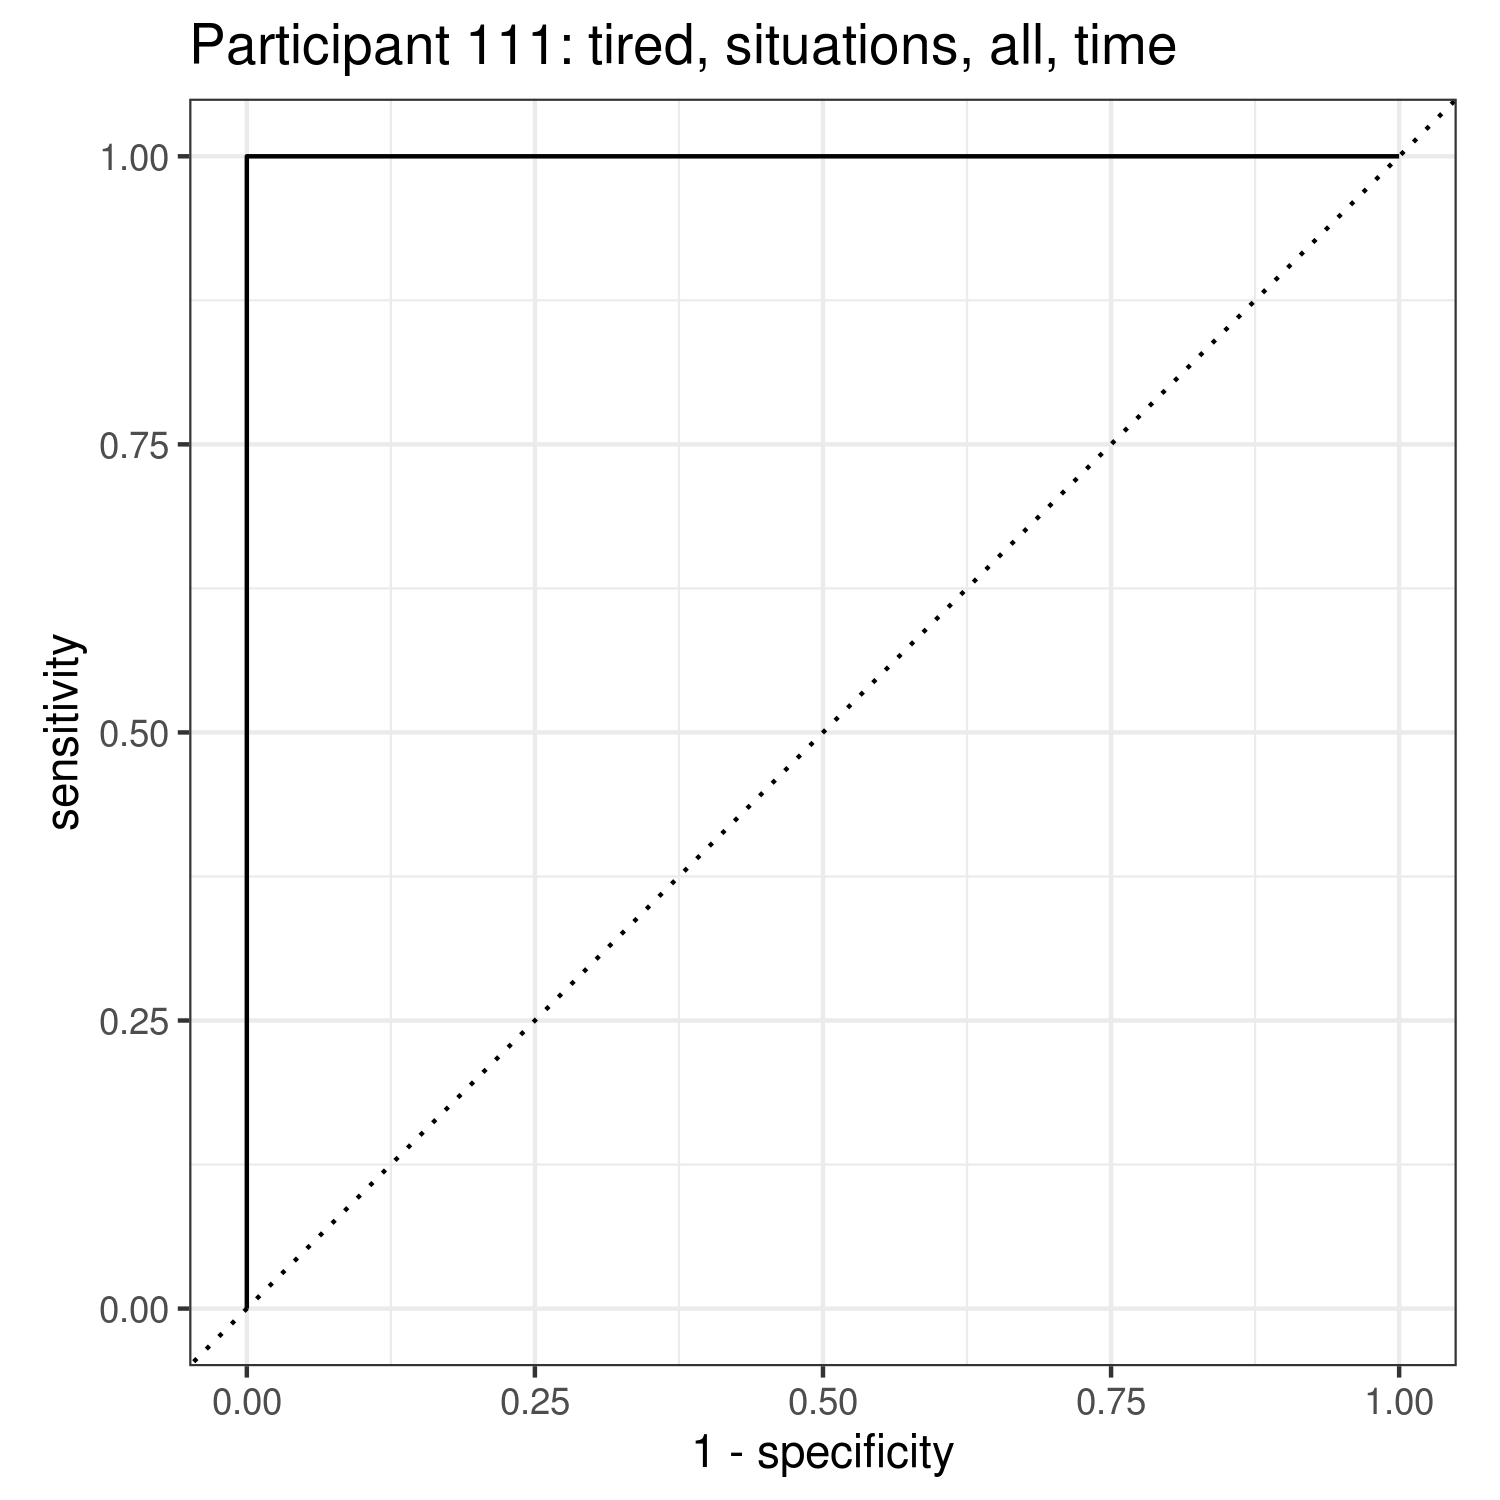 Participant 111: tired, situations, all, time
1.00
0.75
0.50
0.25
0.00
sensitivity
0.00 0.25 0.50 0.75 1.00
1 - specificity